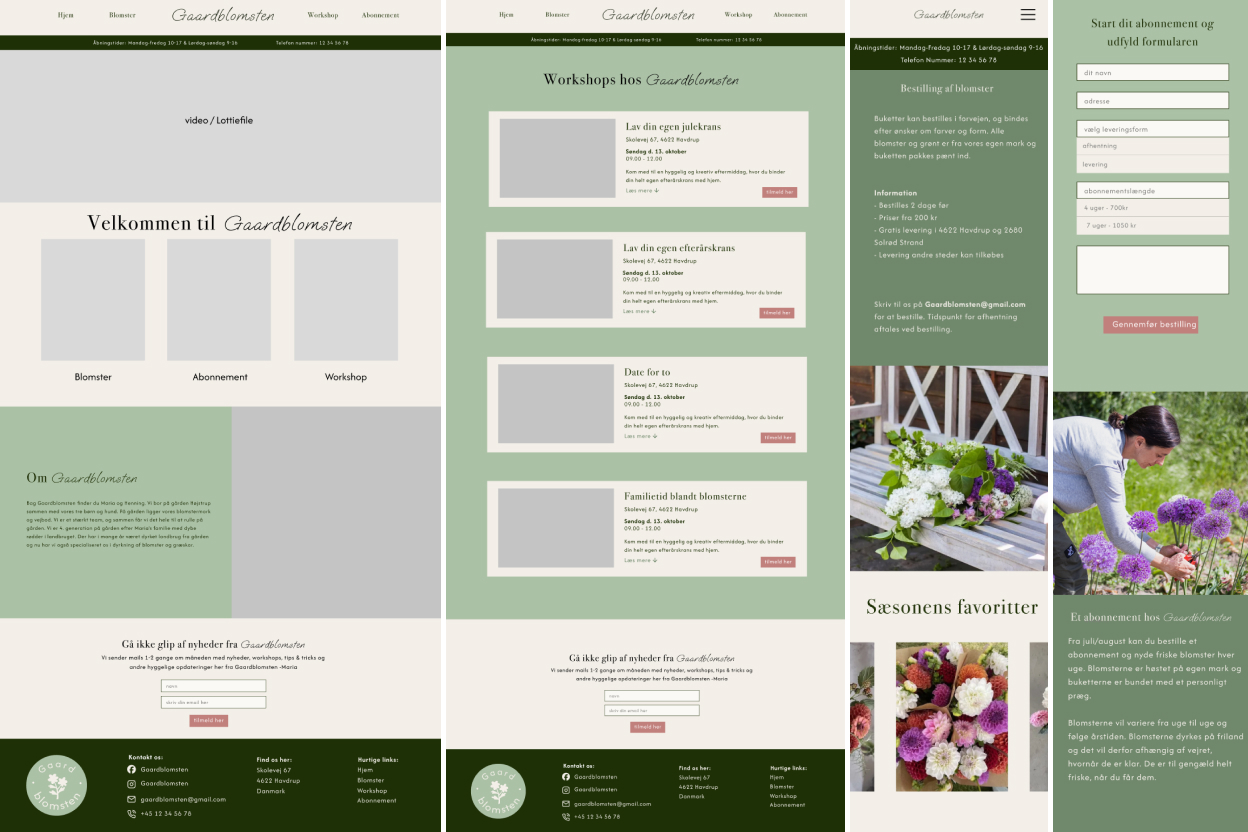 Hjem Blomster Gaardblomsten Workshop Abonnement
Åbningstider: Mandag-Fredag 10-17 & Lørdag-søndag 9-16 Telefon nummer: 12 34 56 78
video / Lottiefile
Velkommen til Gaardblomsten
Blomster Abonnement Workshop
Om Gaardblomsten
Bag Gaardblomsten finder du Maria og Henning. Vi bor på gården Højstrup
sammen med vores tre børn og hund. På gården ligger vores blomstermark
og vejbod. Vi er et stærkt team, og sammen får vi det hele til at rulle på
gården. Vi er 4. generation på gården efter Maria's familie med dybe
rødder i landbruget. Der har i mange år været dyrket landbrug fra gården
og nu har vi også specialiseret os i dyrkning af blomster og græskar.
Gå ikke glip af nyheder fra Gaardblomsten
Vi sender mails 1-2 gange om måneden med nyheder, workshops, tips & tricks og
andre hyggelige opdateringer her fra Gaardblomsten -Maria
navn
skriv din email her
tilmeld her
Gaard
blomsten
Kontakt os:
Gaardblomsten
Gaardblomsten
gaardblomsten@gmail.com
+45 12 34 56 78
Find os her:
Skolevej 67
4622 Havdrup
Danmark
Hurtige links:
Hjem
Blomster
Workshop
Abonnement
Hjem Blomster Gaardblomsten Workshop Abonnement
Åbningstider: Mandag-Fredag 10-17 & Lørdag-søndag 9-16 Telefon nummer: 12 34 56 78
Workshops hos Gaardblomsten
Lav din egen julekrans
Skolevej 67, 4622 Havdrup
Søndag d. 13. oktober
09.00 - 12.00
Kom med til en hyggelig og kreativ eftermiddag, hvor du binder
din helt egen efterårskrans med hjem.
Læs mere ↓
tilmeld her
Lav din egen efterårskrans
Skolevej 67, 4622 Havdrup
Søndag d. 13. oktober
09.00 - 12.00
Kom med til en hyggelig og kreativ eftermiddag, hvor du binder
din helt egen efterårskrans med hjem.
Læs mere ↓
tilmeld her
Date for to
Skolevej 67, 4622 Havdrup
Søndag d. 13. oktober
09.00 - 12.00
Kom med til en hyggelig og kreativ eftermiddag, hvor du binder
din helt egen efterårskrans med hjem.
Læs mere ↓
tilmeld her
Familietid blandt blomsterne
Skolevej 67, 4622 Havdrup
Søndag d. 13. oktober
09.00 - 12.00
Kom med til en hyggelig og kreativ eftermiddag, hvor du binder
din helt egen efterårskrans med hjem.
Læs mere ↓
tilmeld her
Gå ikke glip af nyheder fra Gaardblomsten
Vi sender mails 1-2 gange om måneden med nyheder, workshops, tips & tricks og
andre hyggelige opdateringer her fra Gaardblomsten -Maria
navn
skriv din email her
tilmeld her
Gaard
blomsten
Kontakt os:
Gaardblomsten
Gaardblomsten
gaardblomsten@gmail.com
+45 12 34 56 78
Find os her:
Skolevej 67
4622 Havdrup
Danmark
Hurtige links:
Hjem
Blomster
Workshop
Abonnement
Gaardblomsten
Åbningstider: Mandag-Fredag 10-17 & Lørdag-søndag 9-16
Telefon Nummer: 12 34 56 78
Bestilling af blomster
Buketter kan bestilles i forvejen, og bindes
efter ønsker om farver og form. Alle
blomster og grønt er fra vores egen mark og
buketten pakkes pænt ind.
Information
- Bestilles 2 dage før
- Priser fra 200 kr
- Gratis levering i 4622 Havdrup og 2680
Solrød Strand
- Levering andre steder kan tilkøbes
Skriv til os på Gaardblomsten@gmail.com
for at bestille. Tidspunkt for afhentning
aftales ved bestilling.
Sæsonens favoritter
Start dit abonnement og
udfyld formularen
dit navn
adresse
vælg leveringsform
afhentning
levering
abonnementslængde
4 uger - 700kr
7 uger - 1050 kr
Gennemfør bestilling
Et abonnement hos Gaardblomsten
Fra juli/august kan du bestille et
abonnement og nyde friske blomster hver
uge. Blomsterne er høstet på egen mark og
buketterne er bundet med et personligt
præg.
Blomsterne vil variere fra uge til uge og
følge årstiden. Blomsterne dyrkes på friland
og det vil derfor afhængig af vejret,
hvornår de er klar. De er til gengæld helt
friske, når du får dem.